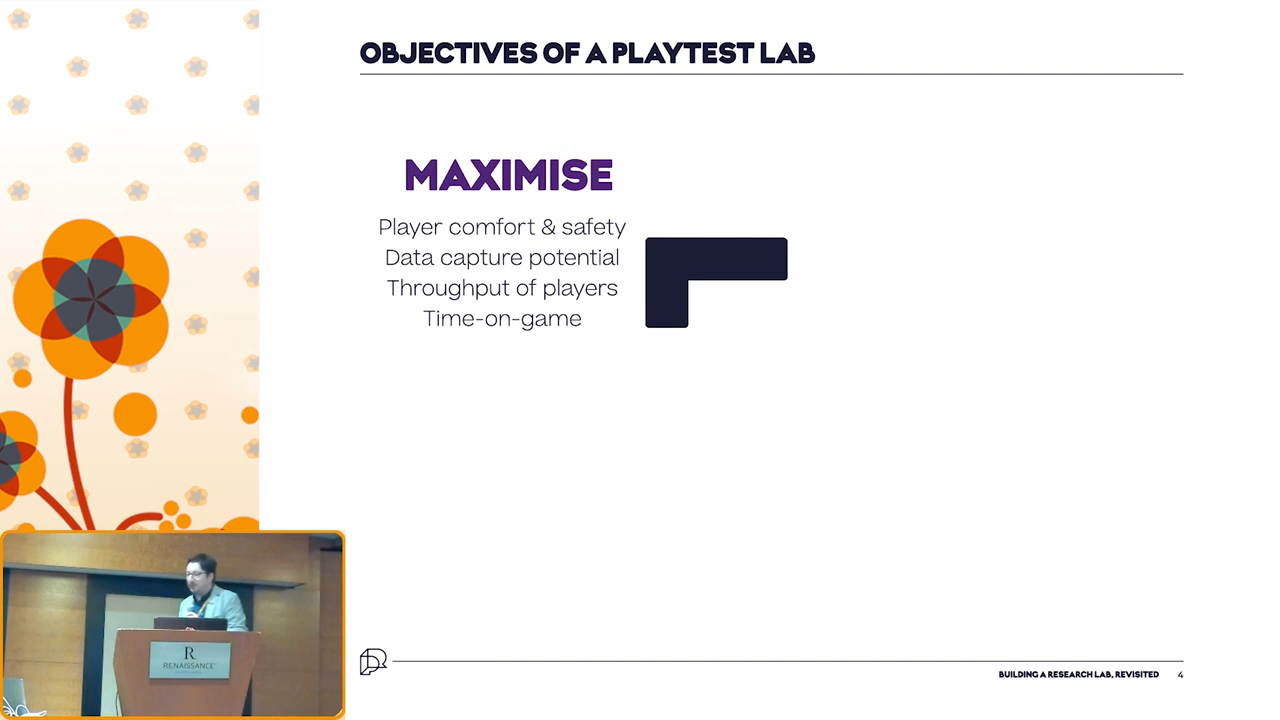 OBJECTIVES OF A PLAYTEST LAB
MAXIMISE
Player comfort & safety
Data capture potential
Throughput of players
Time-on-game
R
RENAISSANCE
BUILDING A RESEARCH LAB, REVISITED 4